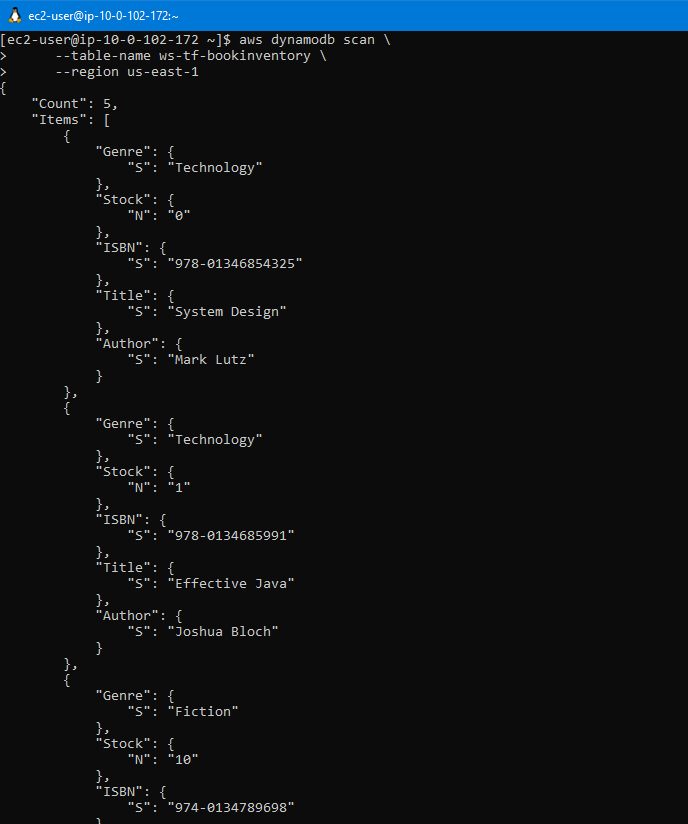 ec2-user@ip-10-0-102-172:~
[ec2-user@ip-10-0-102-172 ~]$ aws dynamodb scan \
>      --table-name ws-tf-bookinventory \
>      --region us-east-1
{
    "Count": 5,
    "Items": [
        {
            "Genre": {
                "S": "Technology"
            },
            "Stock": {
                "N": "0"
            },
            "ISBN": {
                "S": "978-01346854325"
            },
            "Title": {
                "S": "System Design"
            },
            "Author": {
                "S": "Mark Lutz"
            }
        },
        {
            "Genre": {
                "S": "Technology"
            },
            "Stock": {
                "N": "1"
            },
            "ISBN": {
                "S": "978-0134685991"
            },
            "Title": {
                "S": "Effective Java"
            },
            "Author": {
                "S": "Joshua Bloch"
            }
        },
        {
            "Genre": {
                "S": "Fiction"
            },
            "Stock": {
                "N": "10"
            },
            "ISBN": {
                "S": "974-0134789698"
            }